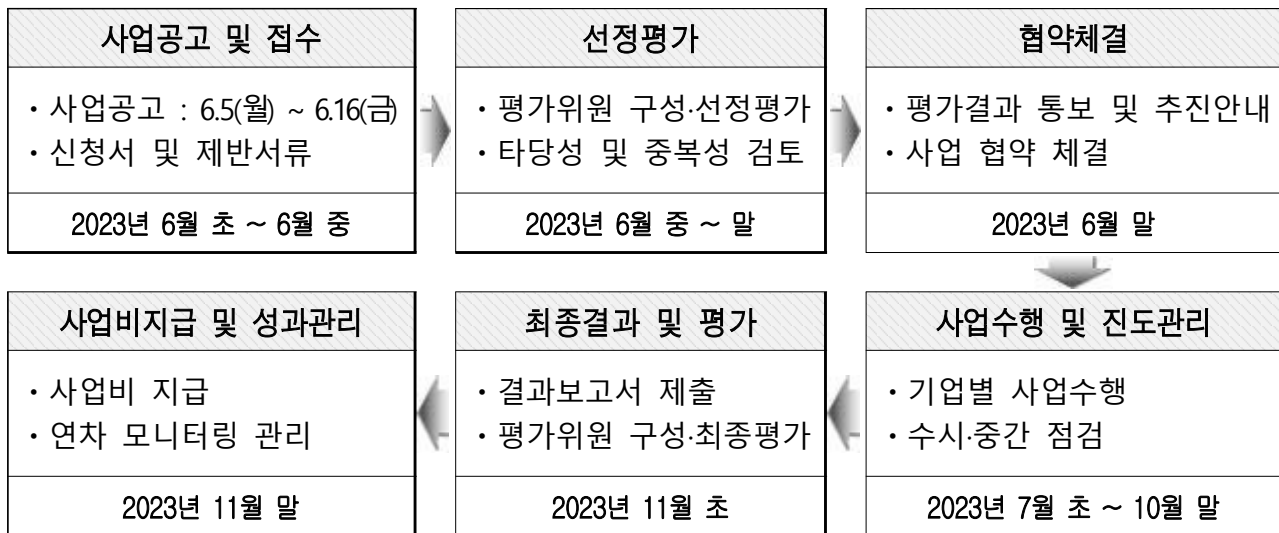 사업공고 및 접수
· 사업공고 : 6.5(월) ~ 6.16(금)
· 신청서 및 제반서류
2023년 6월 초 ~ 6월 중
선정평가
· 평가위원 구성·선정평가
· 타당성 및 중복성 검토
2023년 6월 중 ~ 말
협약체결
· 평가결과 통보 및 추진안내
· 사업 협약 체결
2023년 6월 말
사업수행 및 진도관리
· 기업별 사업수행
· 수시·중간 점검
2023년 7월 초 ~ 10월 말
최종결과 및 평가
· 결과보고서 제출
· 평가위원 구성·최종평가
2023년 11월 초
사업비지급 및 성과관리
· 사업비 지급
· 연차 모니터링 관리
2023년 11월 말